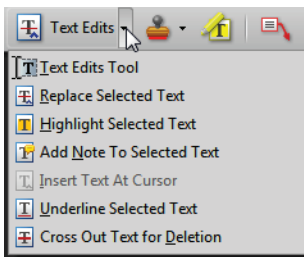 Text Edits
Text Edits Tool
Replace Selected Text
Highlight Selected Text
Add Note To Selected Text
Insert Text At Cursor
Underline Selected Text
Cross Out Text for Deletion